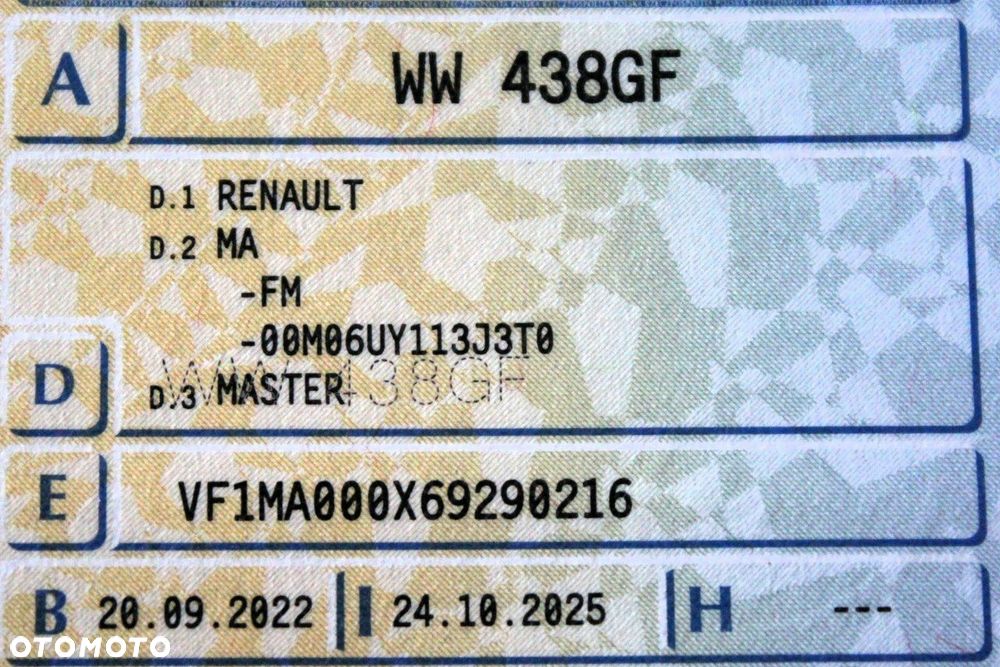 A WW 438GF
D.1 RENAULT
D.2 MA
-FM
-00M06UY113J3T0
WW 438GF
D D.3 MASTER
E VF1MA000X69290216
B 20.09.2022 I 24.10.2025 H ---
OTOMOTO